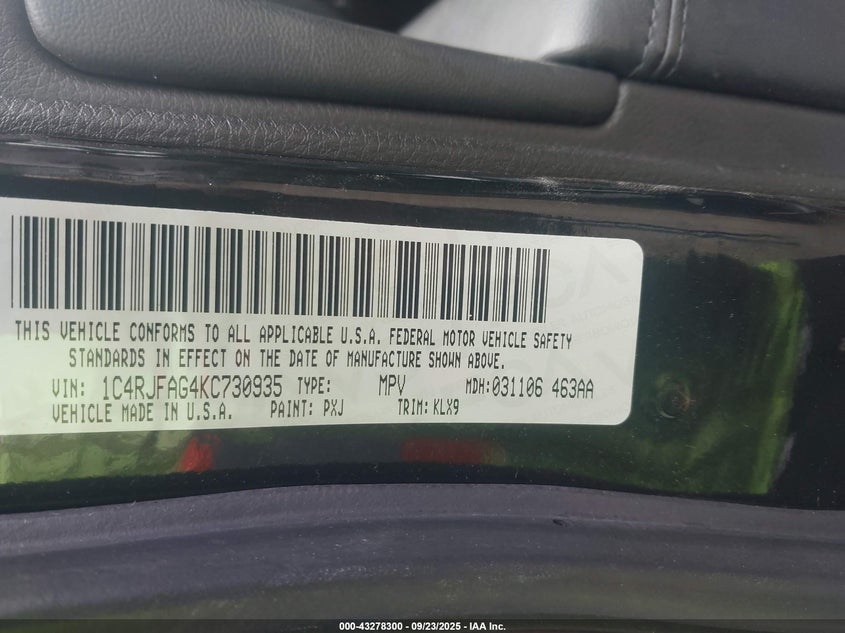 THIS VEHICLE CONFORMS TO ALL APPLICABLE U.S.A. FEDERAL MOTOR VEHICLE SAFETY
STANDARDS IN EFFECT ON THE DATE OF MANUFACTURE SHOWN ABOVE.
VIN: 1C4RJFAG4KC730935 TYPE: MPV MDH:031106 463AA
VEHICLE MADE IN U.S.A. PAINT: PXJ TRIM: KLX9
000-43278300 - 09/23/2025 - IAA Inc.